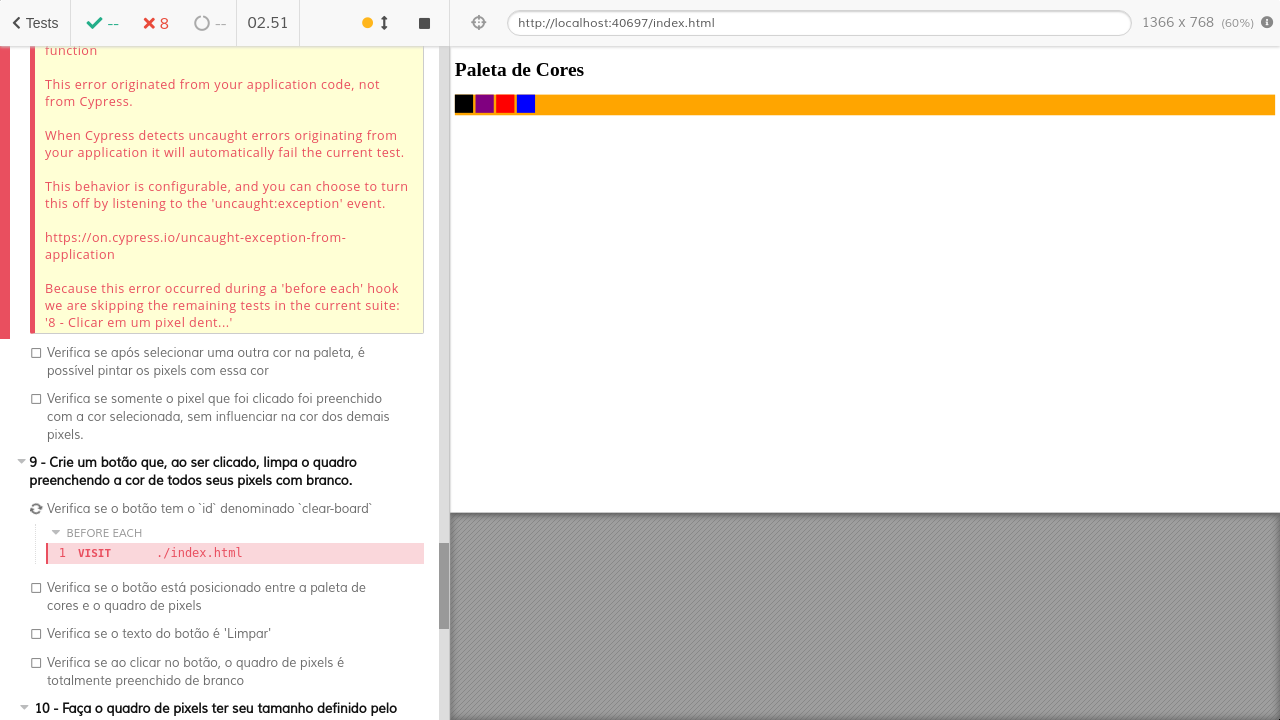 Tests
--
8
--
02.51
http://localhost:40697/index.html
1366 x 768 (60%)
function
This error originated from your application code, not
from Cypress.
When Cypress detects uncaught errors originating from
your application it will automatically fail the current test.
This behavior is configurable, and you can choose to turn
this off by listening to the 'uncaught:exception' event.
https://on.cypress.io/uncaught-exception-from-
application
Because this error occurred during a 'before each' hook
we are skipping the remaining tests in the current suite:
'8 - Clicar em um pixel dent...'
Verifica se após selecionar uma outra cor na paleta, é
possível pintar os pixels com essa cor
Verifica se somente o pixel que foi clicado foi preenchido
com a cor selecionada, sem influenciar na cor dos demais
pixels.
9 - Crie um botão que, ao ser clicado, limpa o quadro
preenchendo a cor de todos seus pixels com branco.
Verifica se o botão tem o `id` denominado `clear-board`
BEFORE EACH
1 VISIT ./index.html
Verifica se o botão está posicionado entre a paleta de
cores e o quadro de pixels
Verifica se o texto do botão é 'Limpar'
Verifica se ao clicar no botão, o quadro de pixels é
totalmente preenchido de branco
10 - Faça o quadro de pixels ter seu tamanho definido pelo
Paleta de Cores